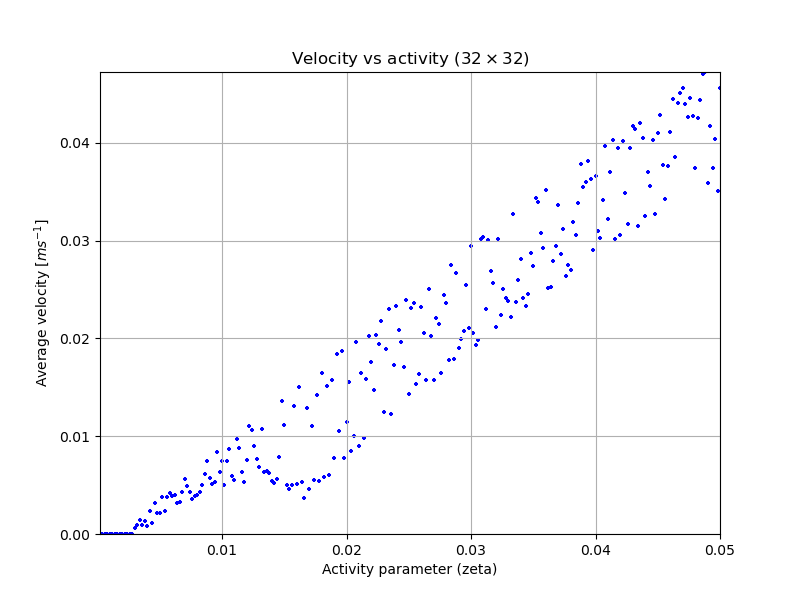 Velocity vs activity (32 × 32)
Average velocity [ms⁻¹]
0.04
0.03
0.02
0.01
0.00
0.01 0.02 0.03 0.04 0.05
Activity parameter (zeta)